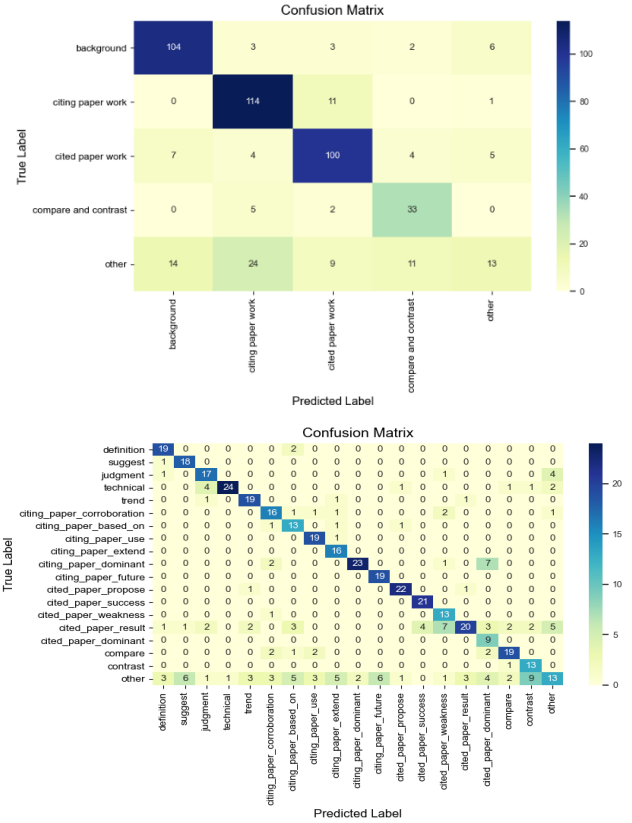 Confusion Matrix
True Label
background 104 3 3 2 6
citing paper work 0 114 11 0 1
cited paper work 7 4 100 4 5
compare and contrast 0 5 2 33 0
other 14 24 9 11 13
background
citing paper work
cited paper work
compare and contrast
other
Predicted Label
100
80
60
40
20
0
Confusion Matrix
True Label
definition 19 0 0 0 0 0 2 0 0 0 0 0 0 0 0 0 0 0 0
suggest 1 18 0 0 0 0 0 0 0 0 0 0 0 0 0 0 0 0 0
judgment 1 0 17 0 0 0 0 0 0 0 0 0 0 1 0 0 0 0 4
technical 0 0 4 24 0 0 0 0 0 0 0 1 0 0 0 0 1 1 2
trend 0 0 1 0 19 0 0 0 1 0 0 0 0 0 1 0 0 0 0
citing_paper_corroboration 0 0 0 0 0 16 1 1 1 0 0 0 0 2 0 0 0 0 1
citing_paper_based_on 0 0 0 0 0 1 13 0 1 0 0 1 0 0 0 0 0 0 0
citing_paper_use 0 0 0 0 0 0 0 19 1 0 0 0 0 0 0 0 0 0 0
citing_paper_extend 0 0 0 0 0 0 0 0 16 0 0 0 0 0 0 0 0 0 0
citing_paper_dominant 0 0 0 0 0 2 0 0 0 23 0 0 0 1 0 7 0 0 0
citing_paper_future 0 0 0 0 0 0 0 0 0 0 19 0 0 0 0 0 0 0 0
cited_paper_propose 0 0 0 0 1 0 0 0 0 0 0 22 0 0 1 0 0 0 0
cited_paper_success 0 0 0 0 0 0 0 0 0 0 0 0 21 0 0 0 0 0 0
cited_paper_weakness 0 0 0 0 0 1 0 0 0 0 0 0 0 13 0 0 0 0 0
cited_paper_result 1 1 2 0 2 0 3 0 0 0 0 0 4 7 20 3 2 2 5
cited_paper_dominant 0 0 0 0 0 0 0 0 0 0 0 0 0 0 0 9 0 0 0
compare 0 0 0 0 0 2 1 2 0 0 0 0 0 0 0 2 19 0 0
contrast 0 0 0 0 0 0 0 0 0 0 0 0 0 0 0 0 1 13 0
other 3 6 1 1 3 3 5 3 5 2 6 1 0 1 3 4 2 9 13
definition
suggest
judgment
technical
trend
citing_paper_corroboration
citing_paper_based_on
citing_paper_use
citing_paper_extend
citing_paper_dominant
citing_paper_future
cited_paper_propose
cited_paper_success
cited_paper_weakness
cited_paper_result
cited_paper_dominant
compare
contrast
other
Predicted Label
20
15
10
5
0